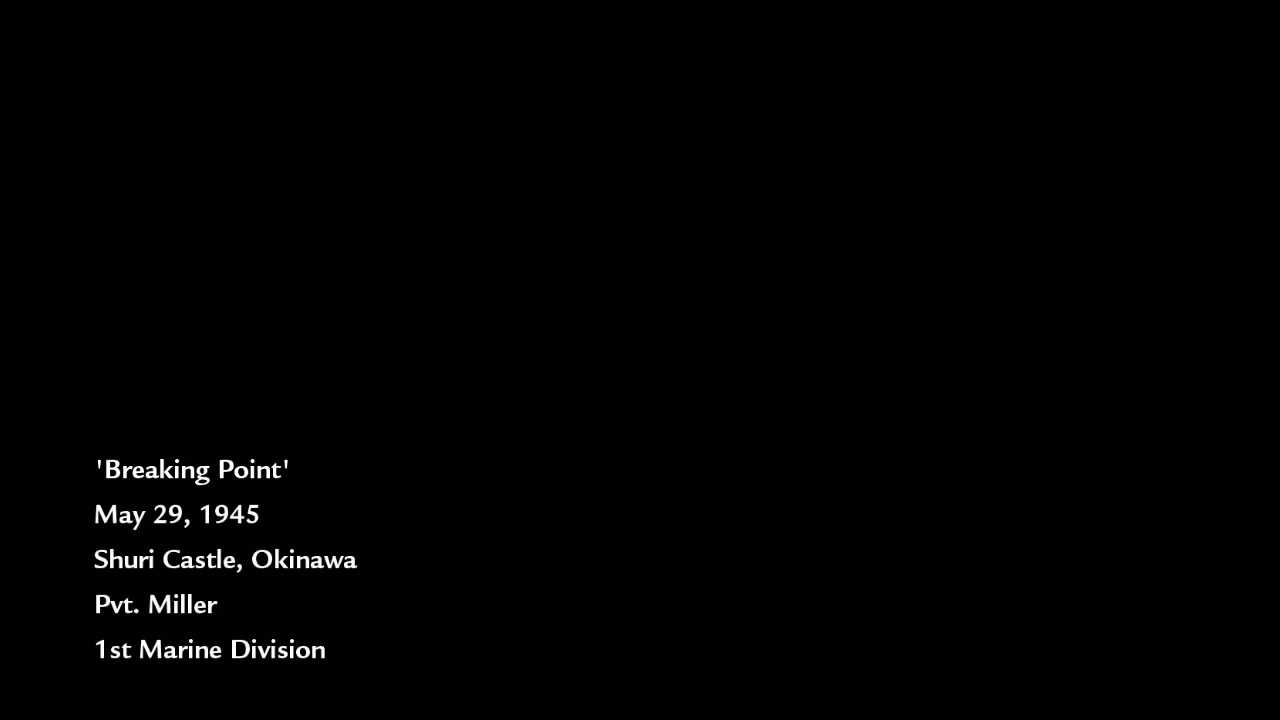 'Breaking Point'
May 29, 1945
Shuri Castle, Okinawa
Pvt. Miller
1st Marine Division